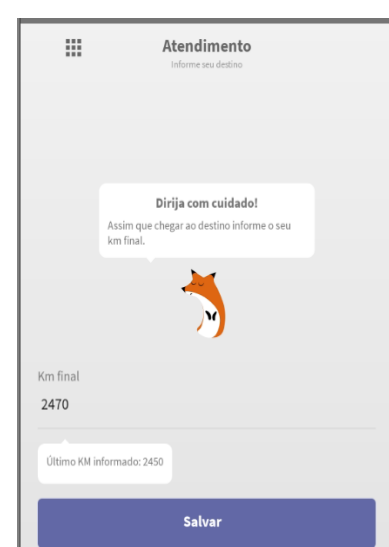 Atendimento
Informe seu destino
Dirija com cuidado!
Assim que chegar ao destino informe o seu
km final.
Km final
2470
Último KM informado: 2450
Salvar